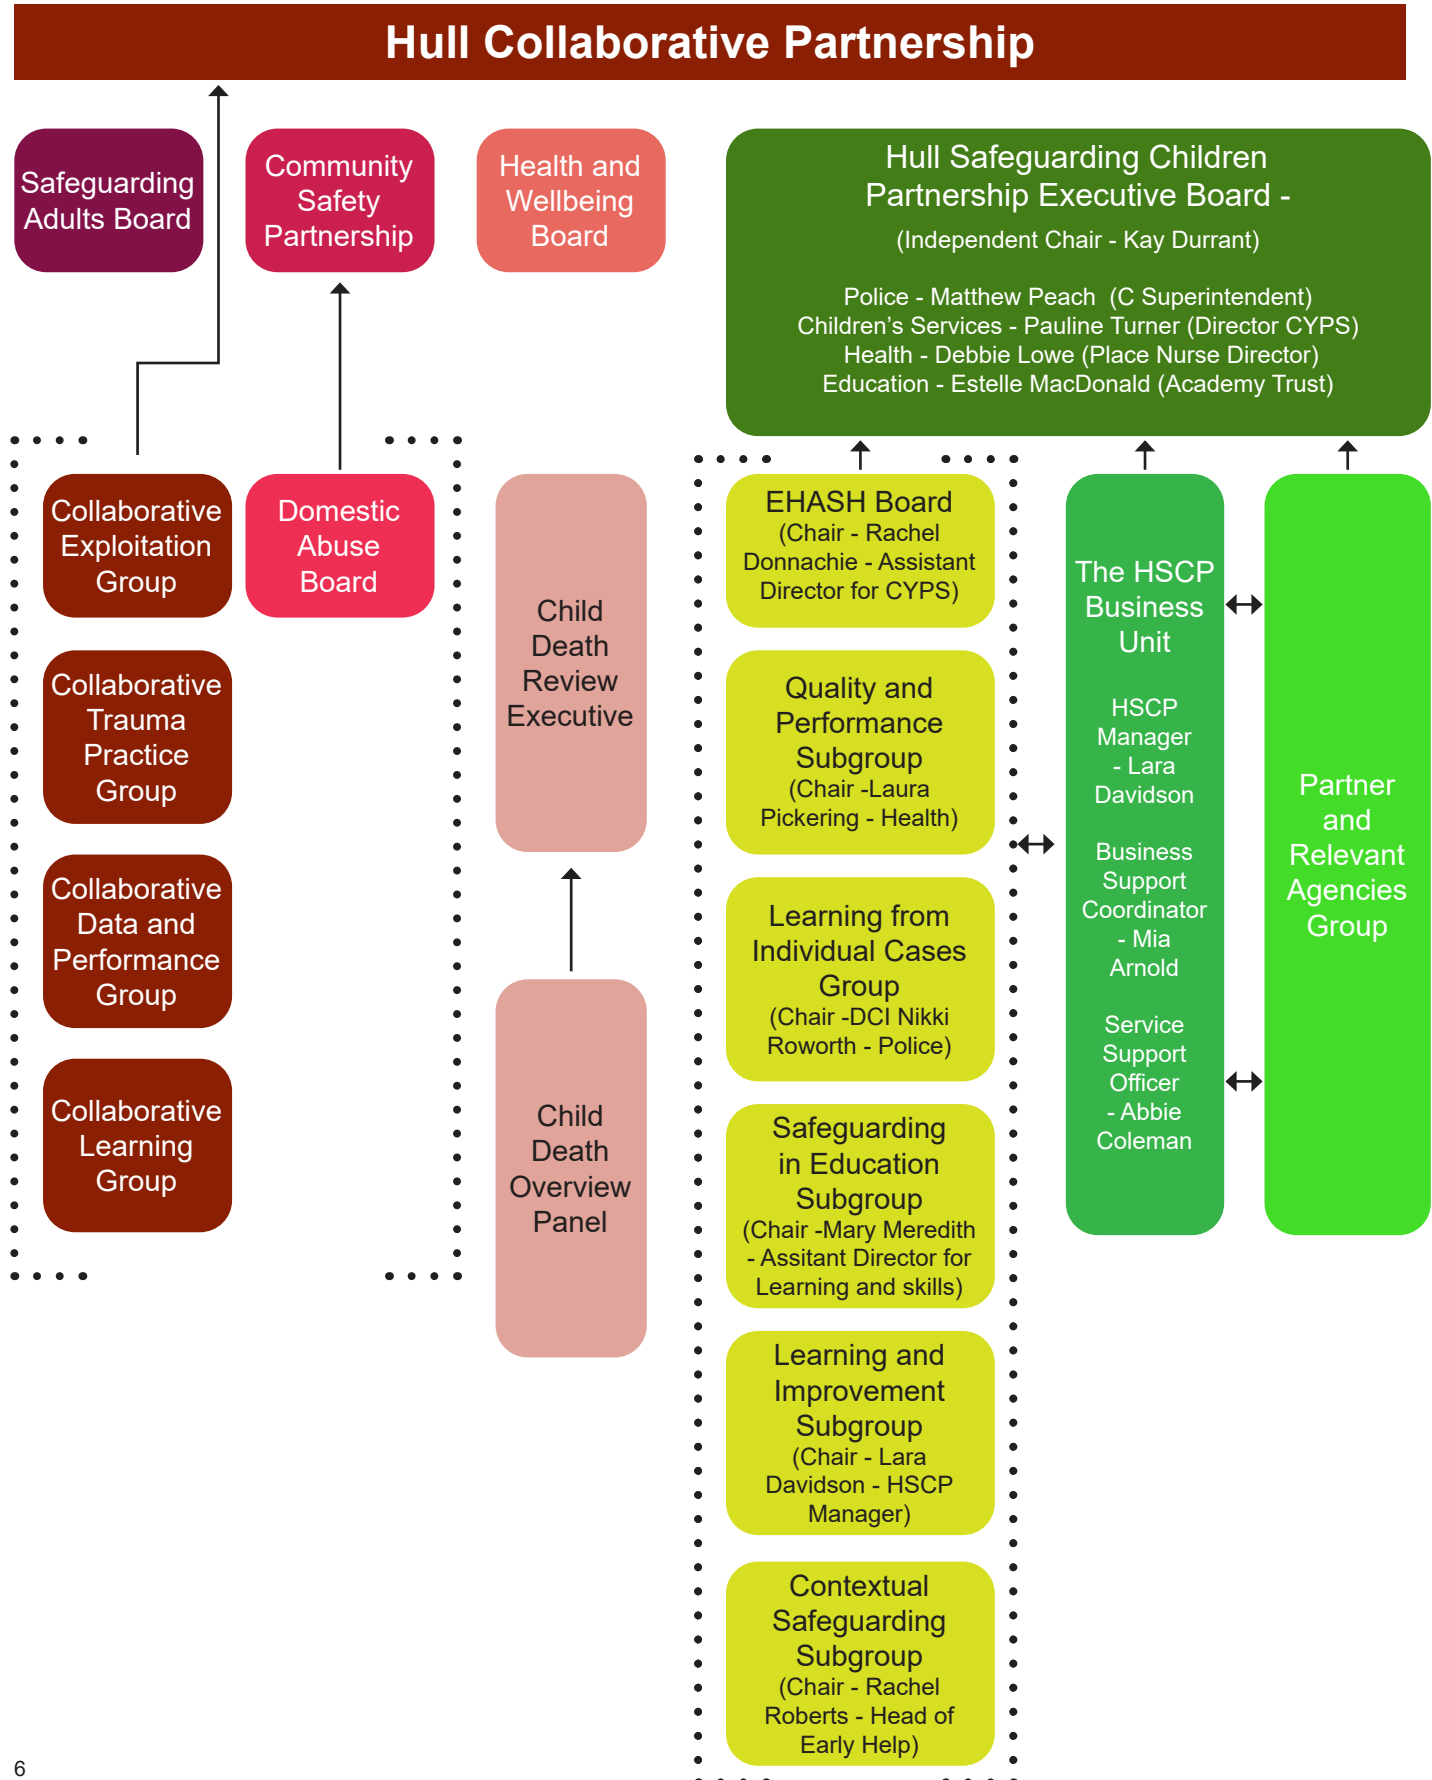 Hull Collaborative Partnership
Safeguarding
Adults Board
Community
Safety
Partnership
Health and
Wellbeing
Board
Hull Safeguarding Children
Partnership Executive Board -
(Independent Chair - Kay Durrant)
Police - Matthew Peach (C Superintendent)
Children’s Services - Pauline Turner (Director CYPS)
Health - Debbie Lowe (Place Nurse Director)
Education - Estelle MacDonald (Academy Trust)
Collaborative
Exploitation
Group
Collaborative
Trauma
Practice
Group
Collaborative
Data and
Performance
Group
Collaborative
Learning
Group
Domestic
Abuse
Board
Child
Death
Review
Executive
Child
Death
Overview
Panel
EHASH Board
(Chair - Rachel
Donnachie - Assistant
Director for CYPS)
Quality and
Performance
Subgroup
(Chair -Laura
Pickering - Health)
Learning from
Individual Cases
Group
(Chair -DCI Nikki
Roworth - Police)
Safeguarding
in Education
Subgroup
(Chair -Mary Meredith
- Assitant Director for
Learning and skills)
Learning and
Improvement
Subgroup
(Chair - Lara
Davidson - HSCP
Manager)
Contextual
Safeguarding
Subgroup
(Chair - Rachel
Roberts - Head of
Early Help)
The HSCP
Business
Unit
HSCP
Manager
- Lara
Davidson
Business
Support
Coordinator
- Mia
Arnold
Service
Support
Officer
- Abbie
Coleman
Partner
and
Relevant
Agencies
Group
6